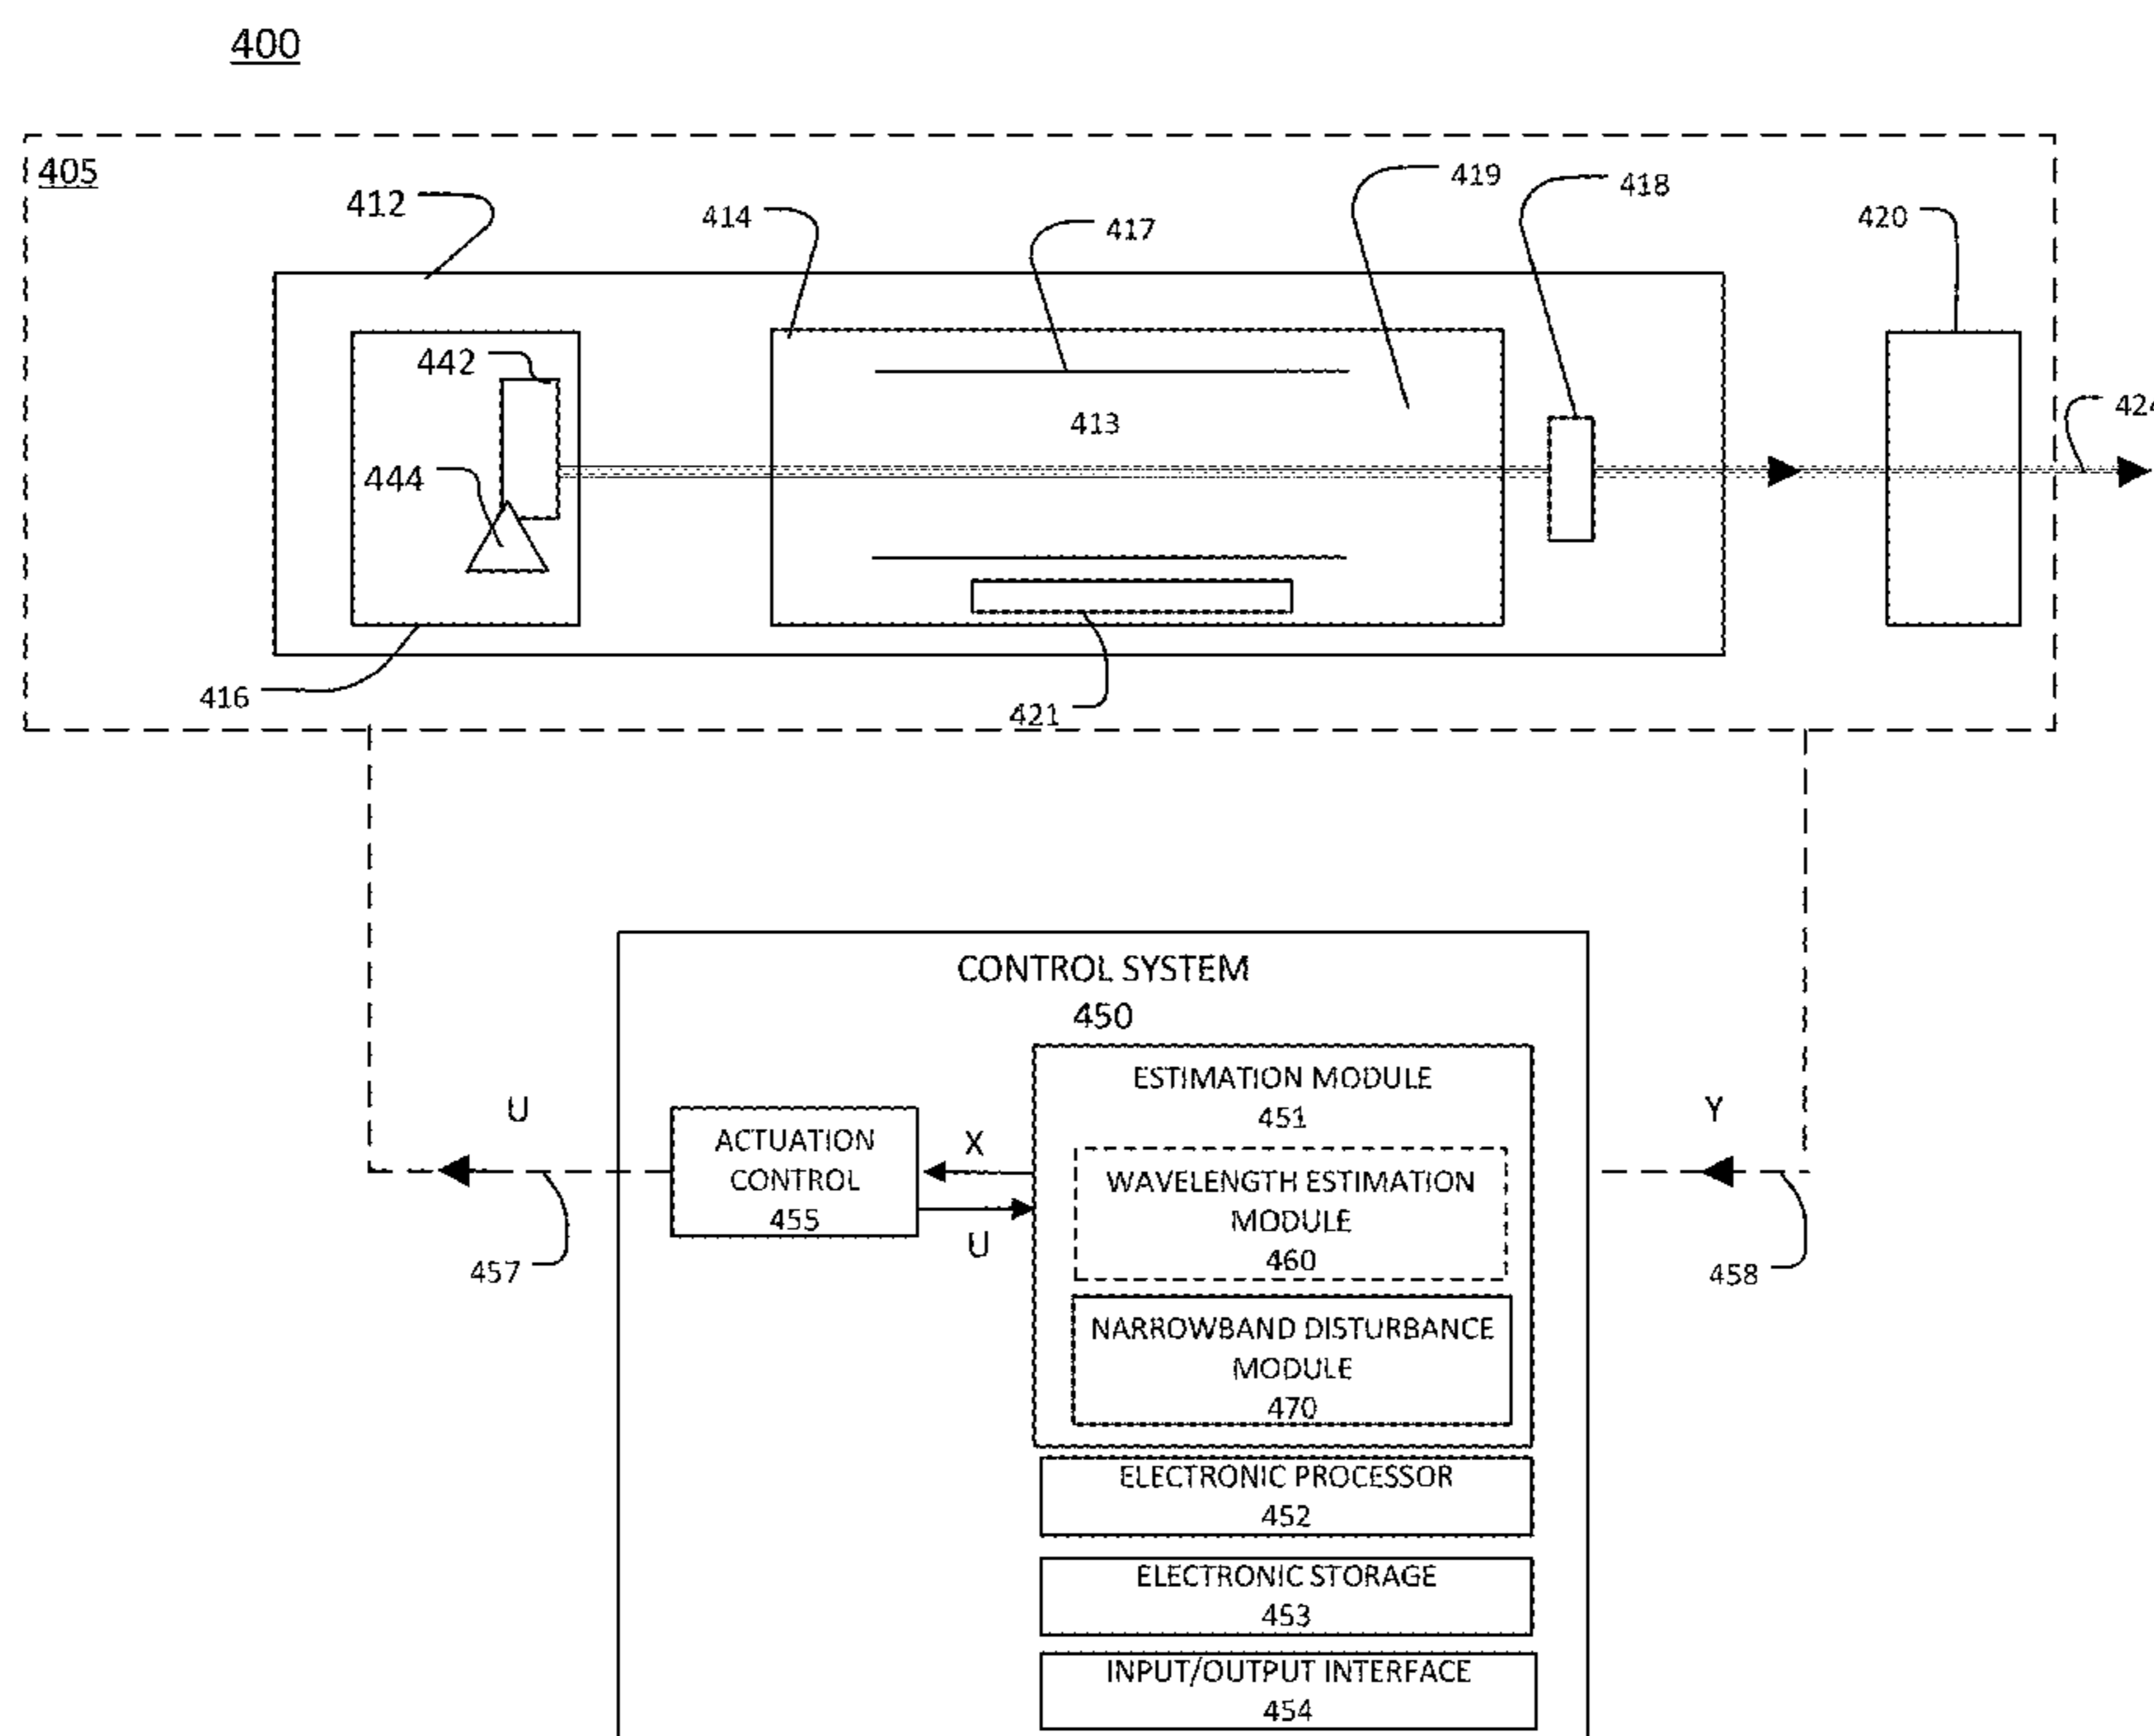 400
405
412
414
417
419
418
420
442
413
424
444
416
421
CONTROL SYSTEM
450
ESTIMATION MODULE
451
U
ACTUATION
CONTROL
455
X
U
WAVELENGTH ESTIMATION
MODULE
460
Y
457
458
NARROWBAND DISTURBANCE
MODULE
470
ELECTRONIC PROCESSOR
452
ELECTRONIC STORAGE
453
INPUT/OUTPUT INTERFACE
454